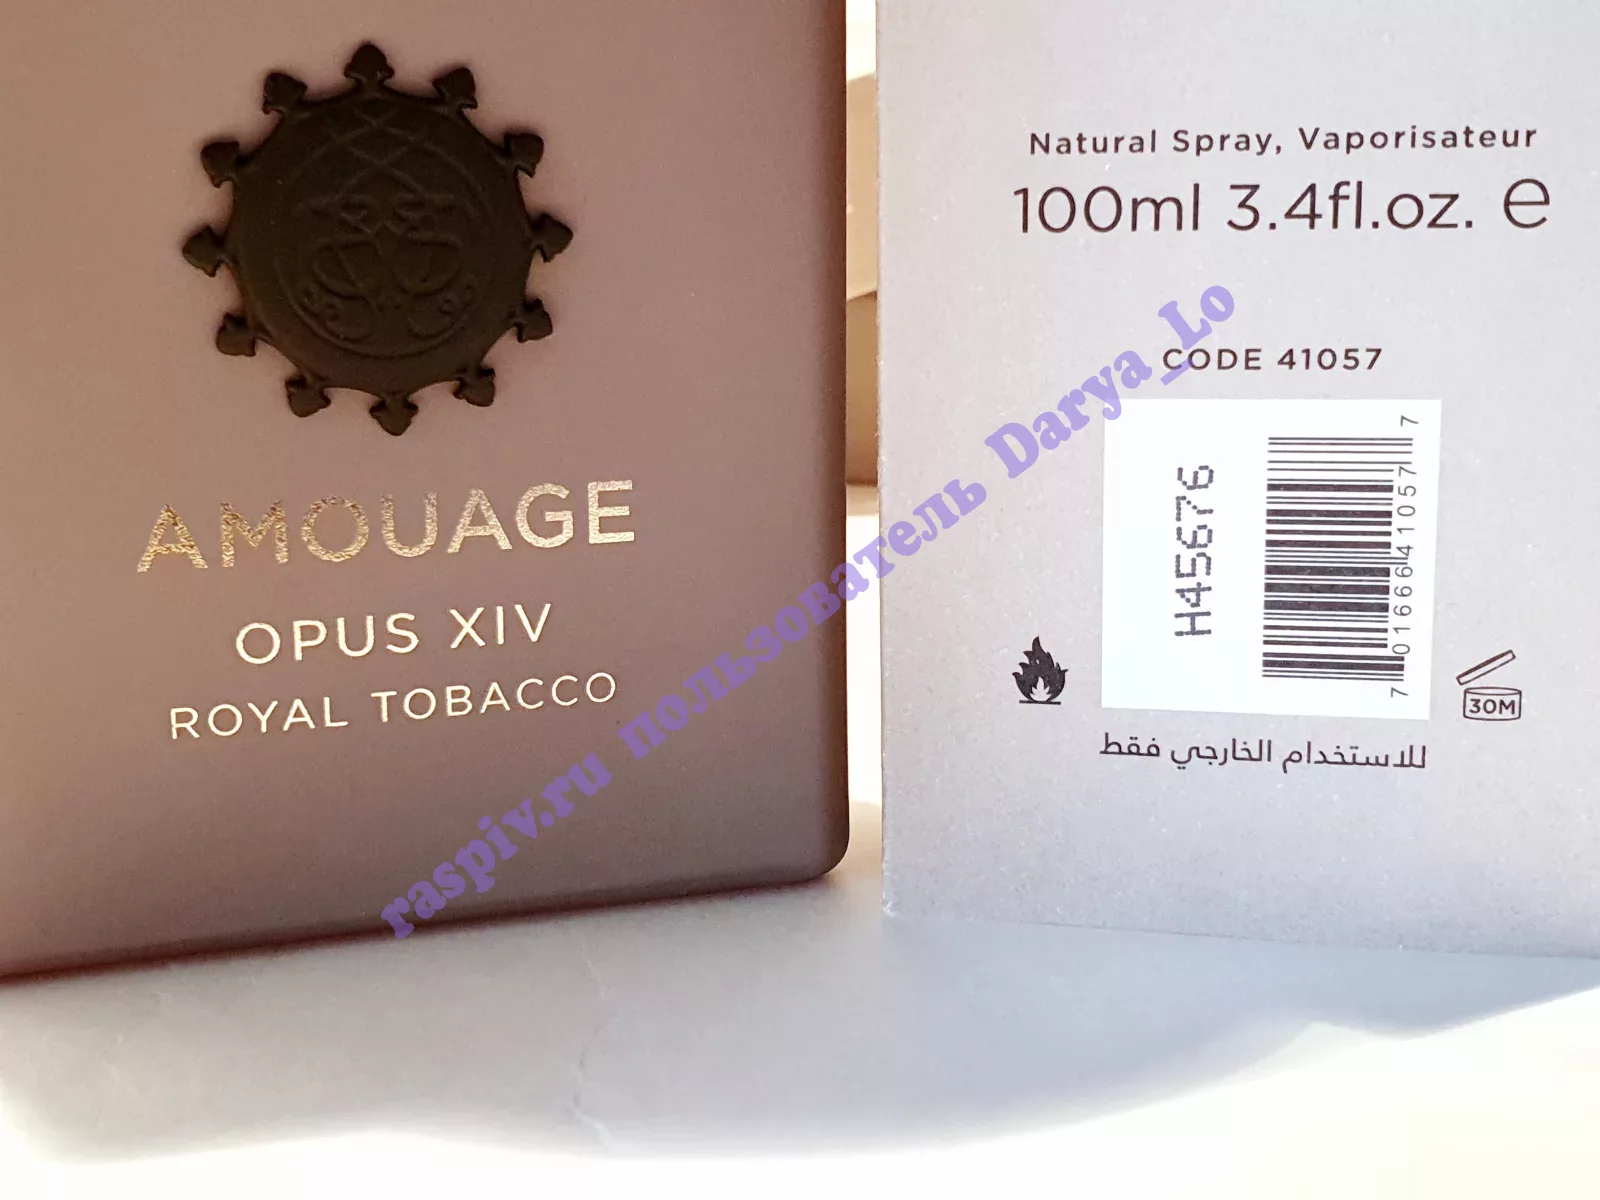 AMOUAGE
OPUS XIV
ROYAL TOBACCO
Natural Spray, Vaporisateur
100ml 3.4fl.oz. e
CODE 41057
H45676
7 01666 41057 7
30M
للاستخدام الخارجي فقط
raspiv.ru пользователь Darya_Lo